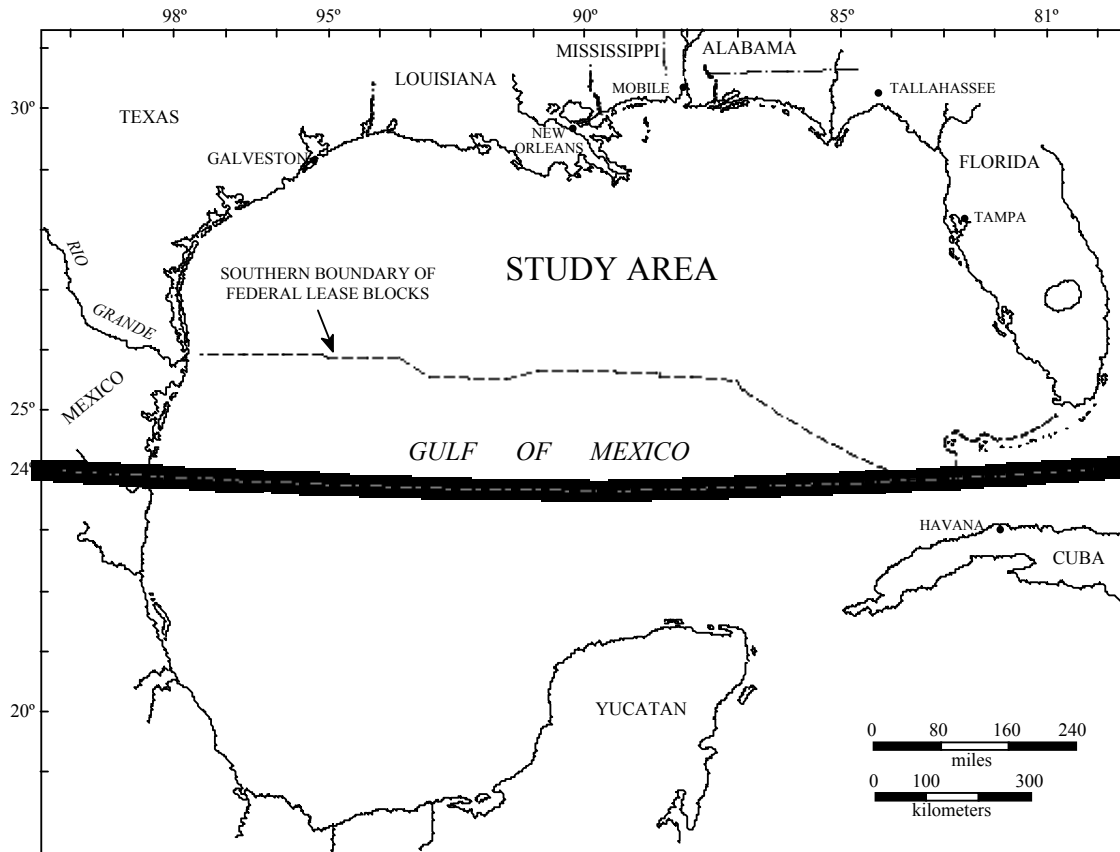 98º 95º 90º 85º 81º
MISSISSIPPI ALABAMA
LOUISIANA
30º
MOBILE
TALLAHASSEE
TEXAS
NEW
ORLEANS
GALVESTON
FLORIDA
TAMPA
RIO
GRANDE
STUDY AREA
SOUTHERN BOUNDARY OF
FEDERAL LEASE BLOCKS
MEXICO
25º
GULF OF MEXICO
24º
HAVANA
CUBA
20º
YUCATAN
0 80 160 240
miles
0 100 200 300
kilometers